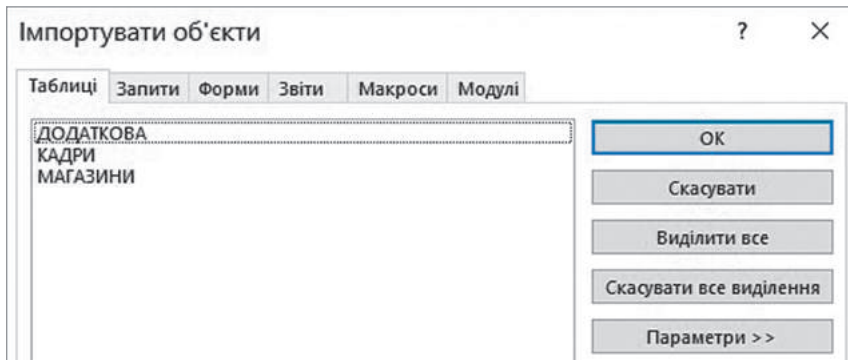 Імпортувати об'єкти ?
Таблиці Запити Форми Звіти Макроси Модулі
ДОДАТКОВА
КАДРИ
МАГАЗИНИ
ОК
Скасувати
Виділити все
Скасувати все виділення
Параметри >>